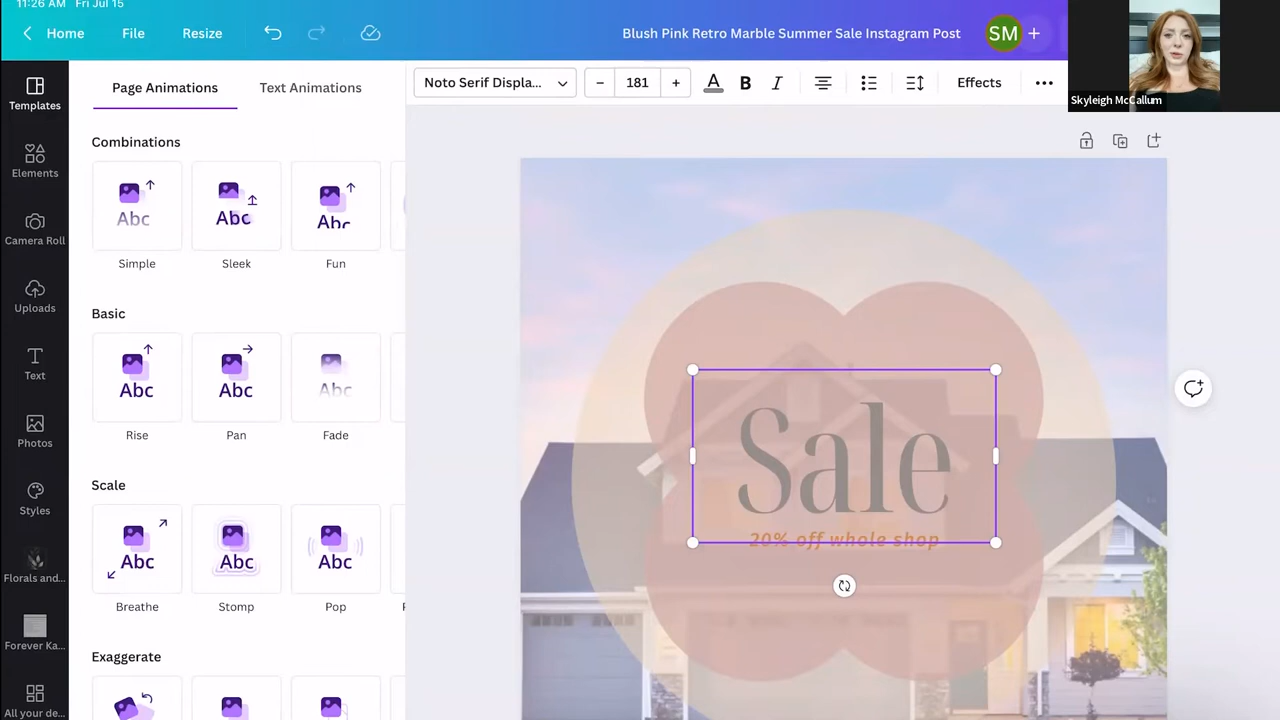 11:26 AM Fri Jul 15
Home File Resize Blush Pink Retro Marble Summer Sale Instagram Post SM
Skyleigh McCallum
Templates
Elements
Camera Roll
Uploads
Text
Photos
Styles
Florals and...
Forever Ka...
All your de...
Page Animations Text Animations
Combinations
Abc Abc Abc
Simple Sleek Fun
Basic
Abc Abc Abc
Rise Pan Fade
Scale
Abc Abc Abc
Breathe Stomp Pop
Exaggerate
Noto Serif Displa... 181 A B I Effects
Sale
20% off whole shop